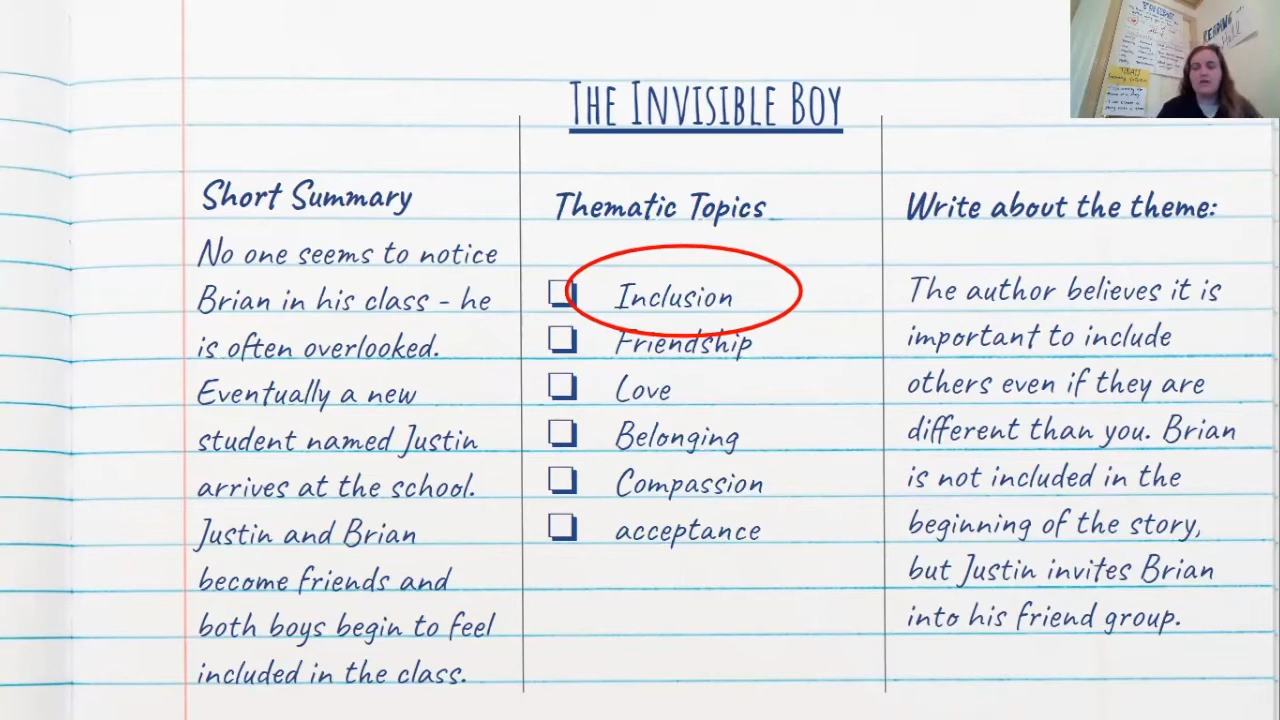 The Invisible Boy
Short Summary
No one seems to notice
Brian in his class - he
is often overlooked.
Eventually a new
student named Justin
arrives at the school.
Justin and Brian
become friends and
both boys begin to feel
included in the class.
Thematic Topics
Inclusion
Friendship
Love
Belonging
Compassion
acceptance
Write about the theme:
The author believes it is
important to include
others even if they are
different than you. Brian
is not included in the
beginning of the story,
but Justin invites Brian
into his friend group.
READING